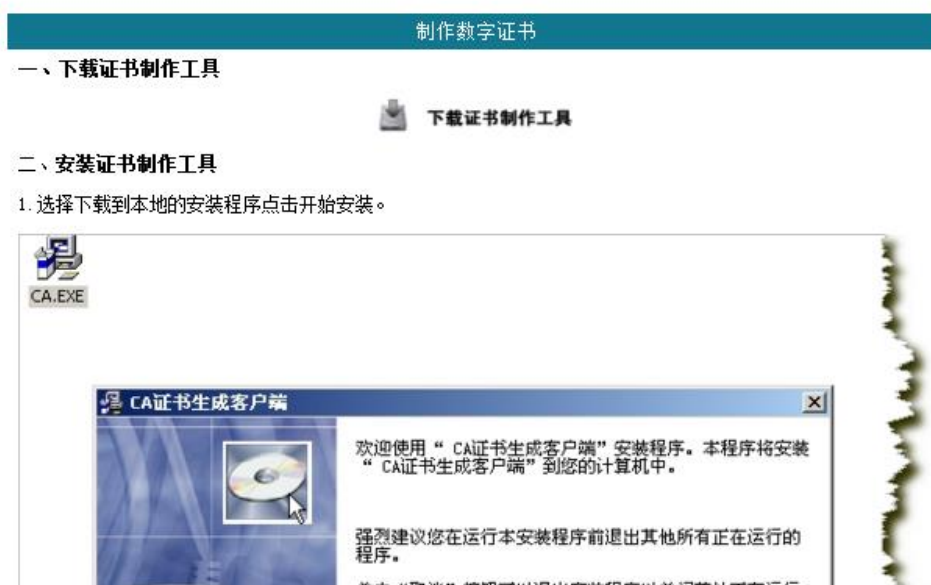 制作数字证书
一、下载证书制作工具
下载证书制作工具
二、安装证书制作工具
1.选择下载到本地的安装程序点击开始安装。
CA.EXE
CA证书生成客户端
欢迎使用“ CA证书生成客户端”安装程序。本程序将安装
“ CA证书生成客户端”到您的计算机中。
强烈建议您在运行本安装程序前退出其他所有正在运行的
程序。